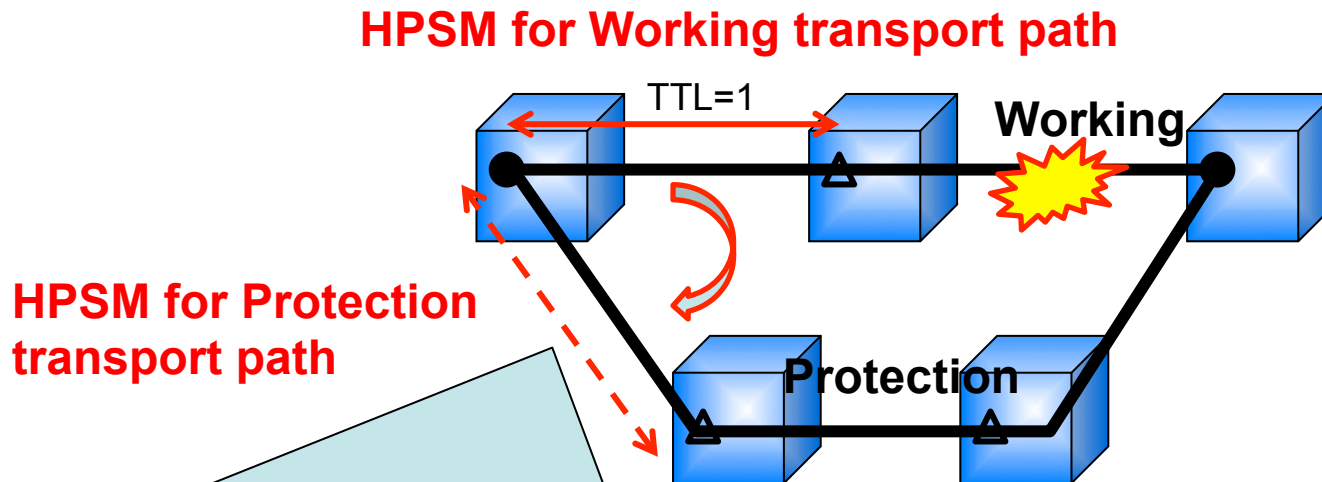 HPSM for Working transport path
TTL=1
Working
HPSM for Protection
transport path
Protection